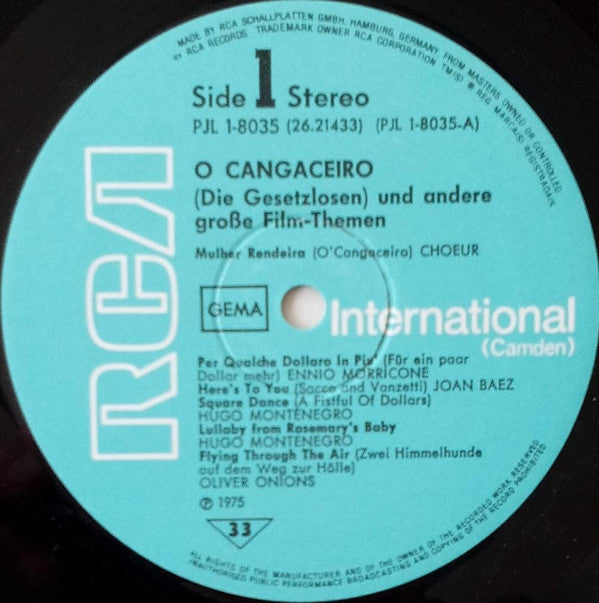 MADE BY RCA SCHALLPLATTEN GMBH, HAMBURG, GERMANY FROM MASTERS OWNED OR CONTROLLED
BY RCA RECORDS TRADEMARK OWNER RCA CORPORATION TM(S) ® REG. MARCA(S) REGISTRADA(S)
Side 1 Stereo
PJL 1-8035 (26.21433) (PJL 1-8035-A)
O CANGACEIRO
(Die Gesetzlosen) und andere
große Film-Themen
Mulher Rendeira (O'Cangaceiro) CHOEUR
RCA
GEMA
International
(Camden)
Per Qualche Dollaro In Piu' (Für ein paar
Dollar mehr) ENNIO MORRICONE
Here's To You (Sacco and Vanzetti) JOAN BAEZ
Square Dance (A Fistful Of Dollars)
HUGO MONTENEGRO
Lullaby from Rosemary's Baby
HUGO MONTENEGRO
Flying Through The Air (Zwei Himmelhunde
auf dem Weg zur Hölle)
OLIVER ONIONS
℗ 1975
33
ALL RIGHTS OF THE MANUFACTURER AND OF THE OWNER OF THE RECORDED WORK RESERVED
UNAUTHORISED PUBLIC PERFORMANCE BROADCASTING AND COPYING OF THE RECORD PROHIBITED